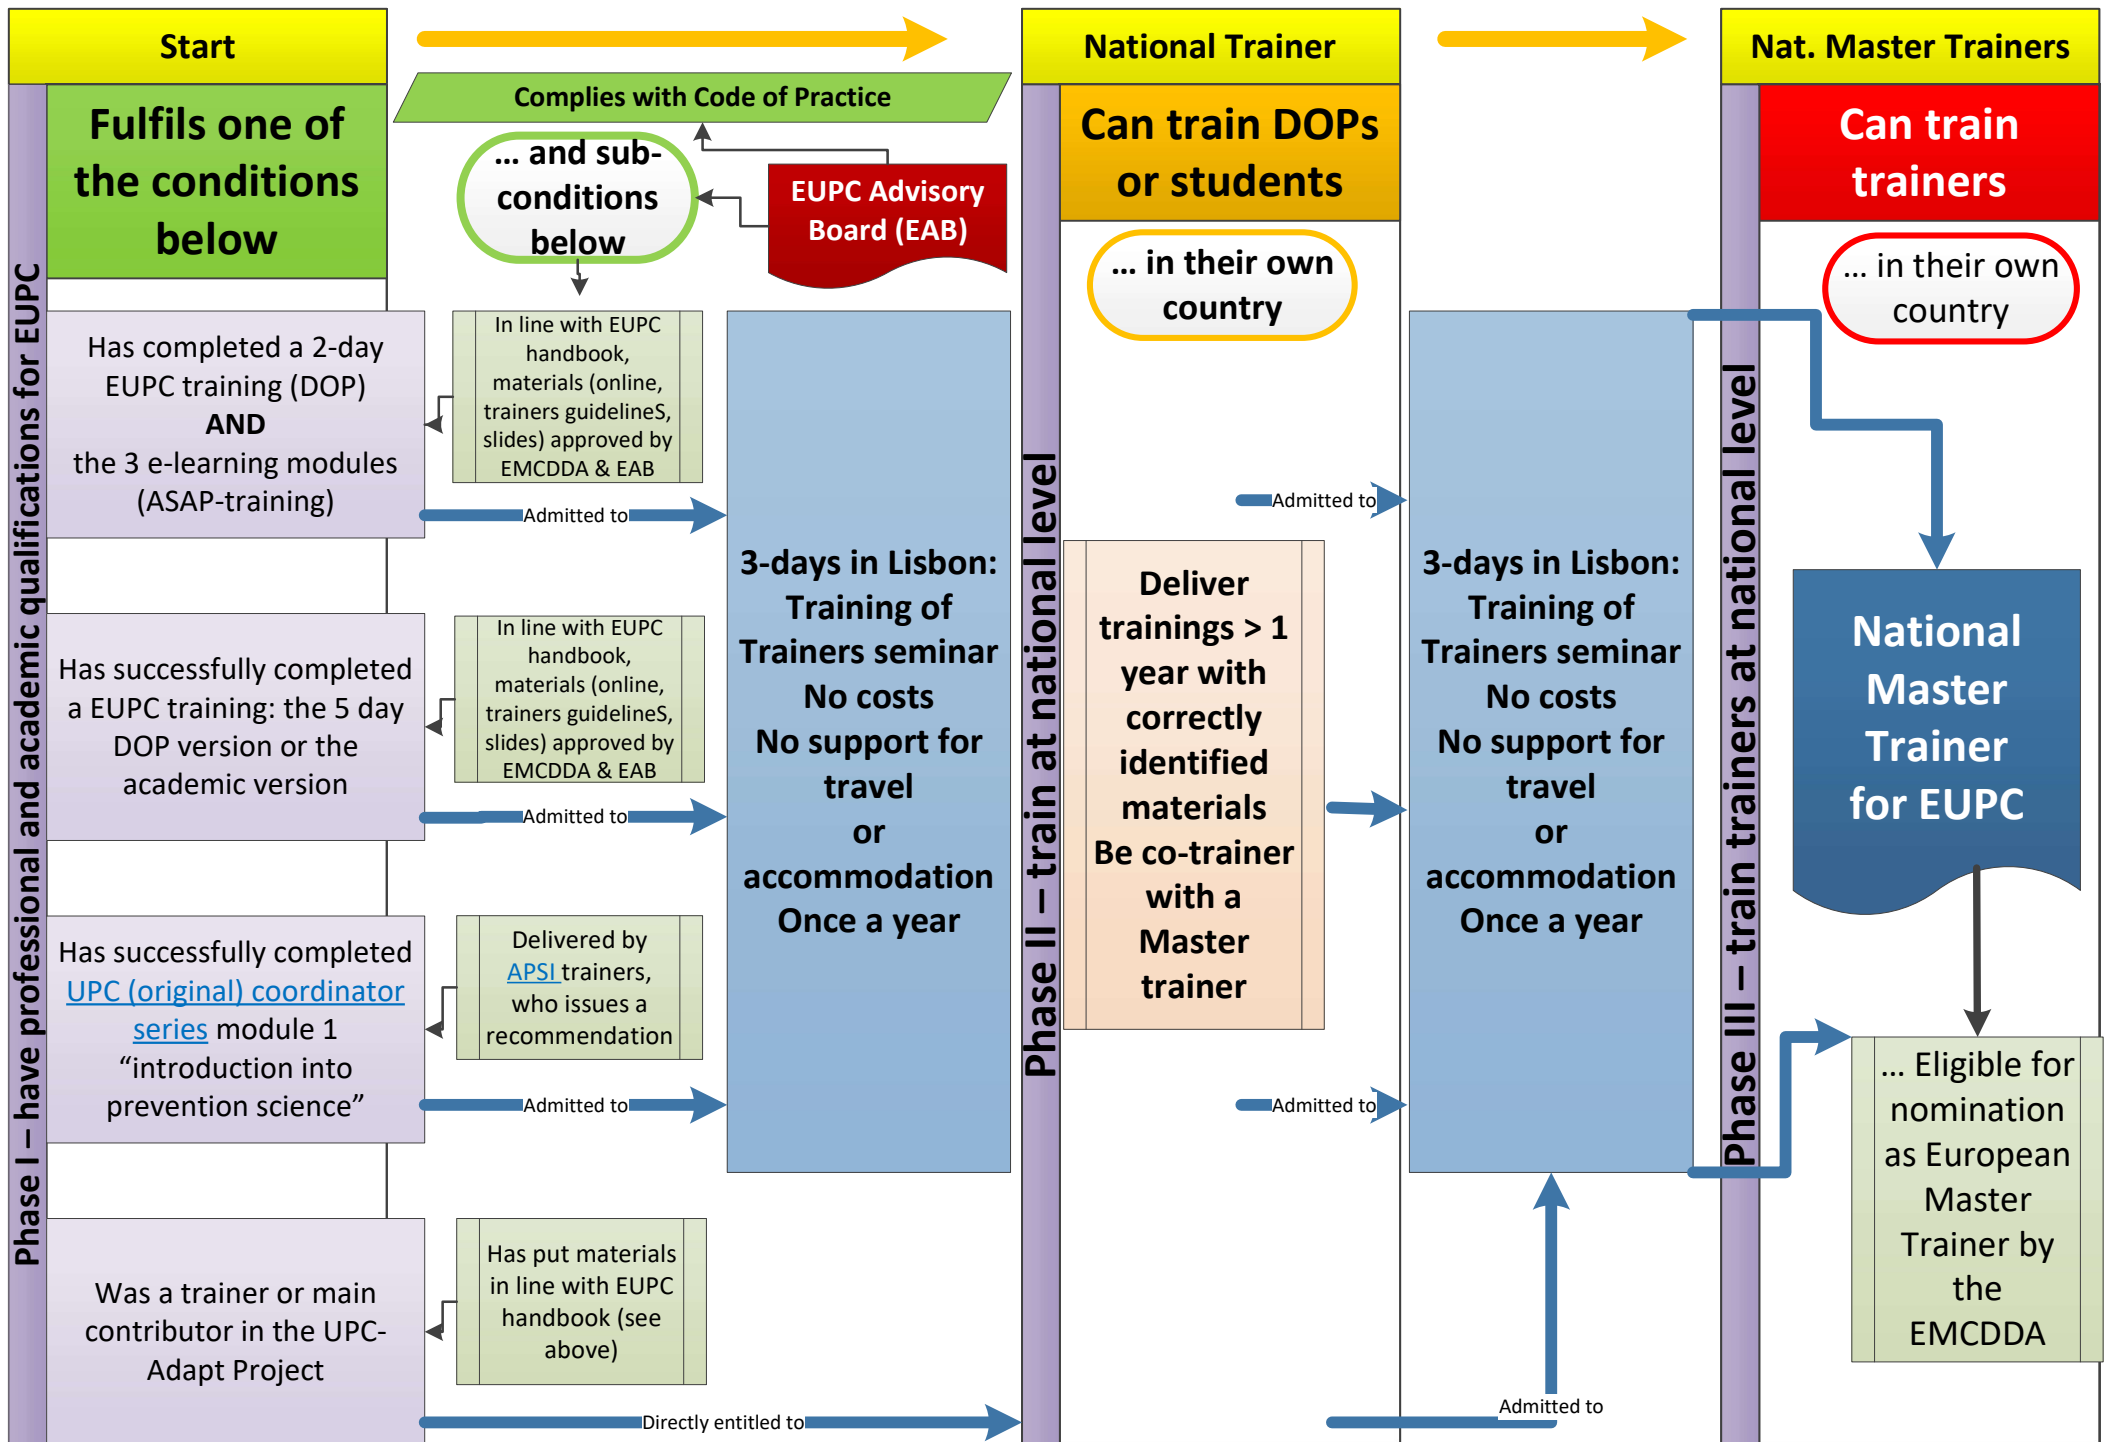 Start
National Trainer
Nat. Master Trainers
Phase I – have professional and academic qualifications for EUPC
Fulfils one of
the conditions
below
Complies with Code of Practice
... and sub-
conditions
below
EUPC Advisory
Board (EAB)
Has completed a 2-day
EUPC training (DOP)
AND
the 3 e-learning modules
(ASAP-training)
In line with EUPC
handbook,
materials (online,
trainers guidelineS,
slides) approved by
EMCDDA & EAB
Admitted to
Has successfully completed
a EUPC training: the 5 day
DOP version or the
academic version
In line with EUPC
handbook,
materials (online,
trainers guidelineS,
slides) approved by
EMCDDA & EAB
Admitted to
Has successfully completed
UPC (original) coordinator
series module 1
“introduction into
prevention science”
Delivered by
APSI trainers,
who issues a
recommendation
Admitted to
Was a trainer or main
contributor in the UPC-
Adapt Project
Has put materials
in line with EUPC
handbook (see
above)
Directly entitled to
3-days in Lisbon:
Training of
Trainers seminar
No costs
No support for
travel
or
accommodation
Once a year
Phase II – train at national level
Can train DOPs
or students
... in their own
country
Admitted to
Deliver
trainings > 1
year with
correctly
identified
materials
Be co-trainer
with a
Master
trainer
Admitted to
Admitted to
3-days in Lisbon:
Training of
Trainers seminar
No costs
No support for
travel
or
accommodation
Once a year
Phase III – train trainers at national level
Can train
trainers
... in their own
country
National
Master
Trainer
for EUPC
... Eligible for
nomination
as European
Master
Trainer by
the
EMCDDA